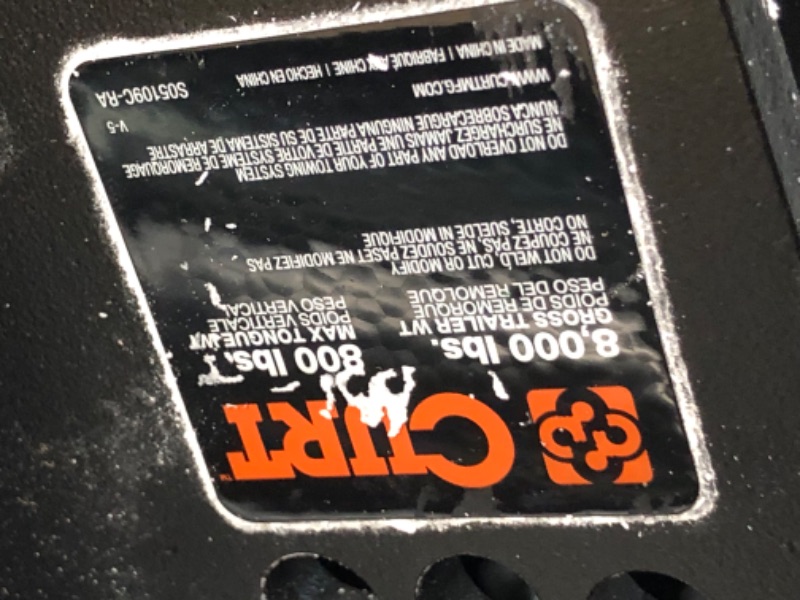 CURT™
8,000 lbs.
GROSS TRAILER WT
POIDS DE REMORQUE
PESO DEL REMOLQUE
800 lbs.
MAX TONGUE WT
POIDS VERTICALE
PESO VERTICAL
DO NOT WELD, CUT OR MODIFY
NE COUPEZ PAS, NE SOUDEZ PAS ET NE MODIFIEZ PAS
NO CORTE, SUELDE NI MODIFIQUE
DO NOT OVERLOAD ANY PART OF YOUR TOWING SYSTEM
NE SURCHARGEZ JAMAIS UNE PARTIE DE VOTRE SYSTÈME DE REMORQUAGE
NUNCA SOBRECARGUE NINGUNA PARTE DE SU SISTEMA DE ARRASTRE
V-5
WWW.CURTMFG.COM
S05109C-RA
MADE IN CHINA | FABRIQUÉ EN CHINE | HECHO EN CHINA